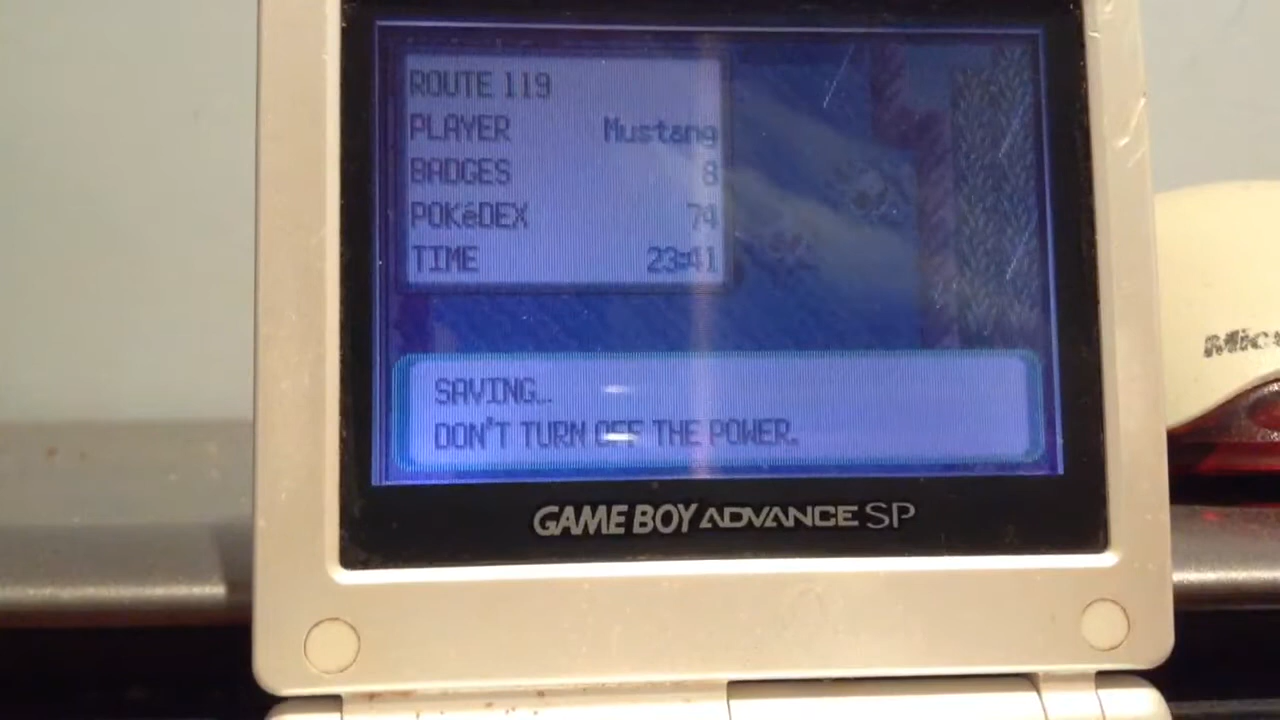 ROUTE 119
PLAYER Mustang
BADGES 8
POKéDEX 74
TIME 23:41
SAVING...
DON'T TURN OFF THE POWER.
GAME BOY ADVANCE SP